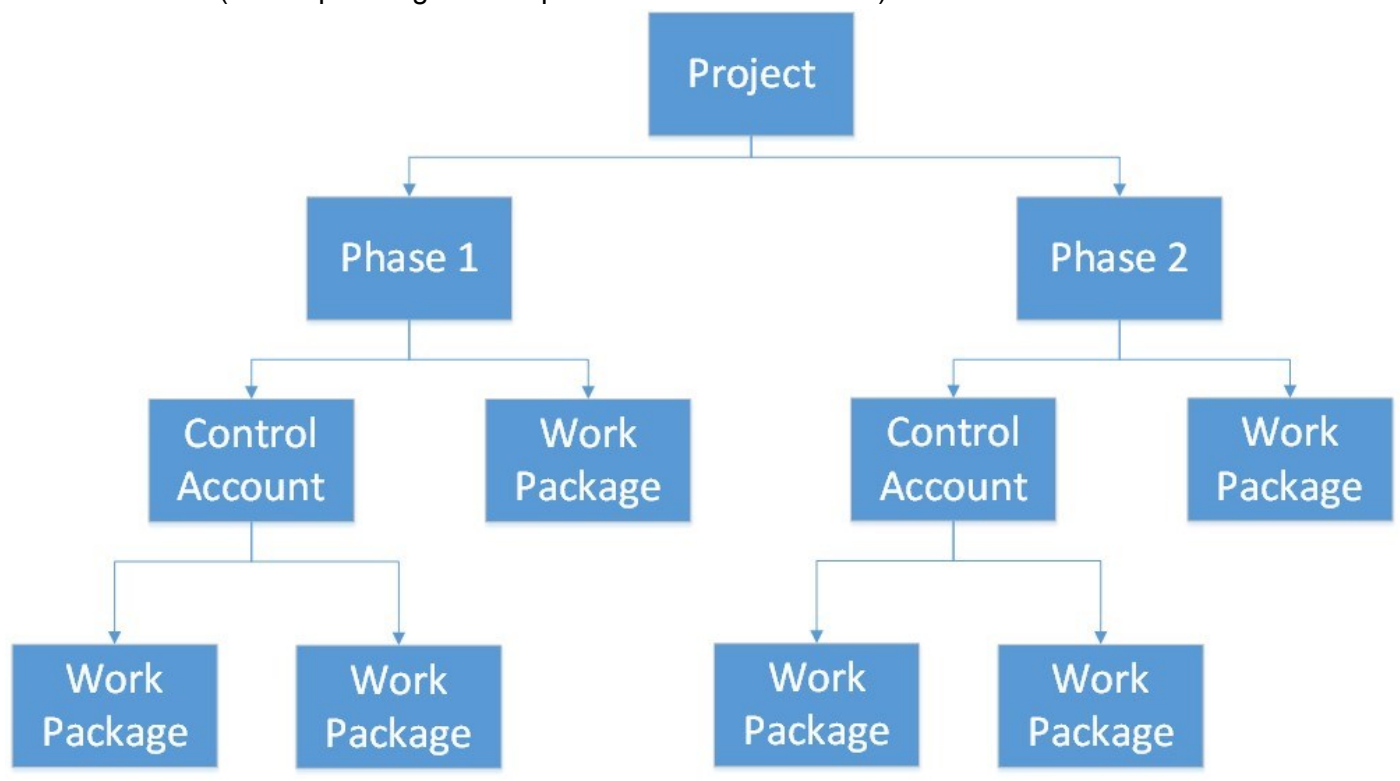 Project
Phase 1
Phase 2
Control
Account
Work
Package
Control
Account
Work
Package
Work
Package
Work
Package
Work
Package
Work
Package